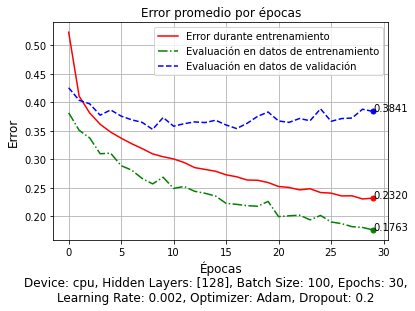 Error promedio por épocas
Error durante entrenamiento
Evaluación en datos de entrenamiento
Evaluación en datos de validación
Error
0.50
0.45
0.40
0.35
0.30
0.25
0.20
0.3841
0.2320
0.1763
0 5 10 15 20 25 30
Épocas
Device: cpu, Hidden Layers: [128], Batch Size: 100, Epochs: 30,
Learning Rate: 0.002, Optimizer: Adam, Dropout: 0.2